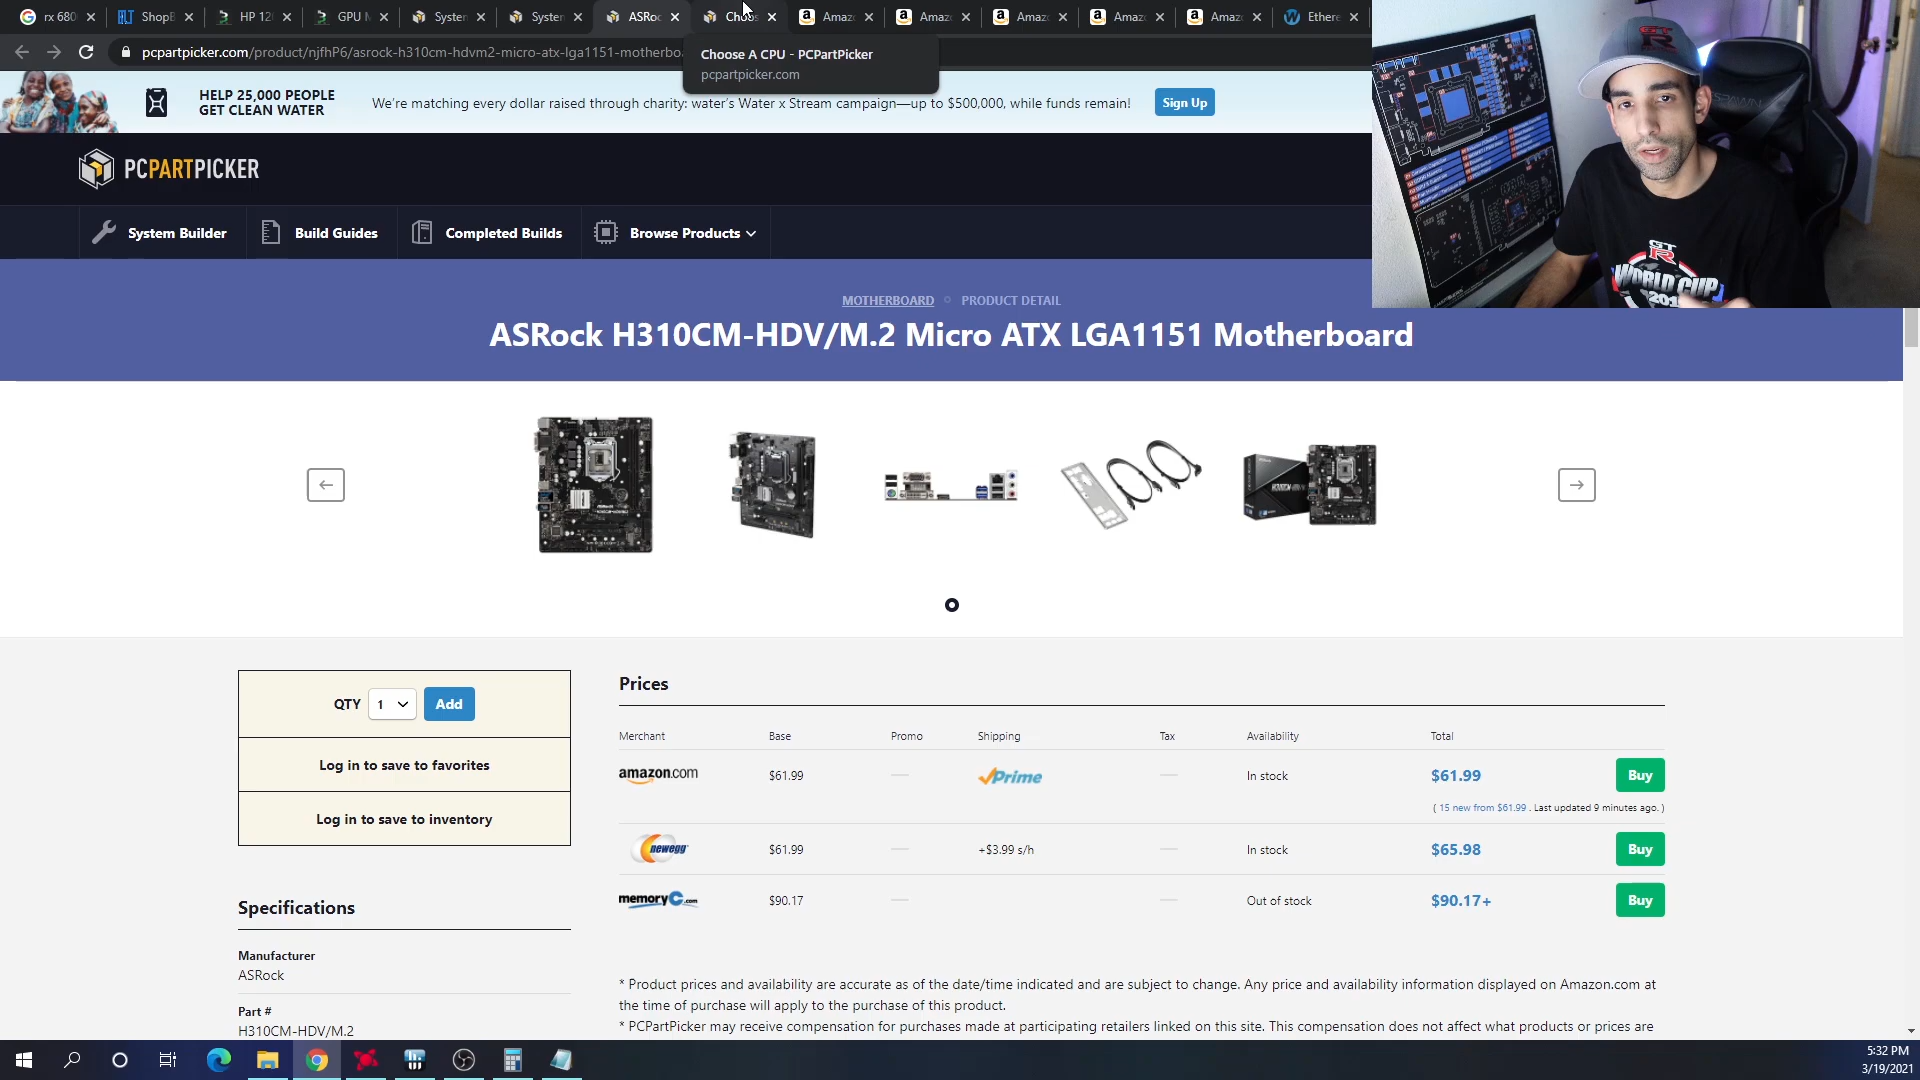 rx 680
ShopB
HP 12
GPU M
System
System
ASRoc
Choos
Amaz
Amaz
Amaz
Amaz
Amaz
Ethere
pcpartpicker.com/product/njfhP6/asrock-h310cm-hdvm2-micro-atx-lga1151-motherboa
Choose A CPU - PCPartPicker
pcpartpicker.com
HELP 25,000 PEOPLE
GET CLEAN WATER
We're matching every dollar raised through charity: water's Water x Stream campaign—up to $500,000, while funds remain!
Sign Up
PCPARTPICKER
System Builder
Build Guides
Completed Builds
Browse Products
GT
R
WORLD CUP
201
MOTHERBOARD
PRODUCT DETAIL
ASRock H310CM-HDV/M.2 Micro ATX LGA1151 Motherboard
QTY 1 Add
Log in to save to favorites
Log in to save to inventory
Specifications
Manufacturer
ASRock
Part #
H310CM-HDV/M.2
Prices
Merchant Base Promo Shipping Tax Availability Total
amazon.com $61.99 — Prime — In stock $61.99 Buy
( 15 new from $61.99 . Last updated 9 minutes ago. )
newegg $61.99 — +$3.99 s/h — In stock $65.98 Buy
memoryC.com $90.17 — — Out of stock $90.17+ Buy
* Product prices and availability are accurate as of the date/time indicated and are subject to change. Any price and availability information displayed on Amazon.com at
the time of purchase will apply to the purchase of this product.
* PCPartPicker may receive compensation for purchases made at participating retailers linked on this site. This compensation does not affect what products or prices are
5:32 PM
3/19/2021